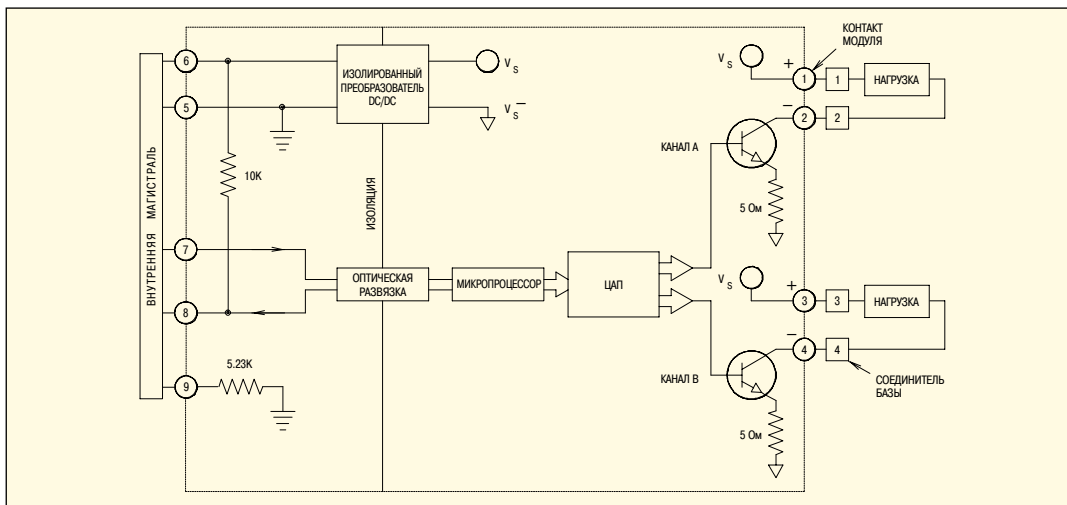 ВНУТРЕННЯЯ МАГИСТРАЛЬ
6
5
7
8
9
10K
5.23K
ИЗОЛИРОВАННЫЙ
ПРЕОБРАЗОВАТЕЛЬ
DC/DC
V S
V S –
ИЗОЛЯЦИЯ
ОПТИЧЕСКАЯ
РАЗВЯЗКА
МИКРОПРОЦЕССОР
ЦАП
КАНАЛ А
5 Ом
V S
+
1
1
НАГРУЗКА
–
2
2
КОНТАКТ
МОДУЛЯ
КАНАЛ В
5 Ом
V S
+
3
3
НАГРУЗКА
–
4
4
СОЕДИНИТЕЛЬ
БАЗЫ